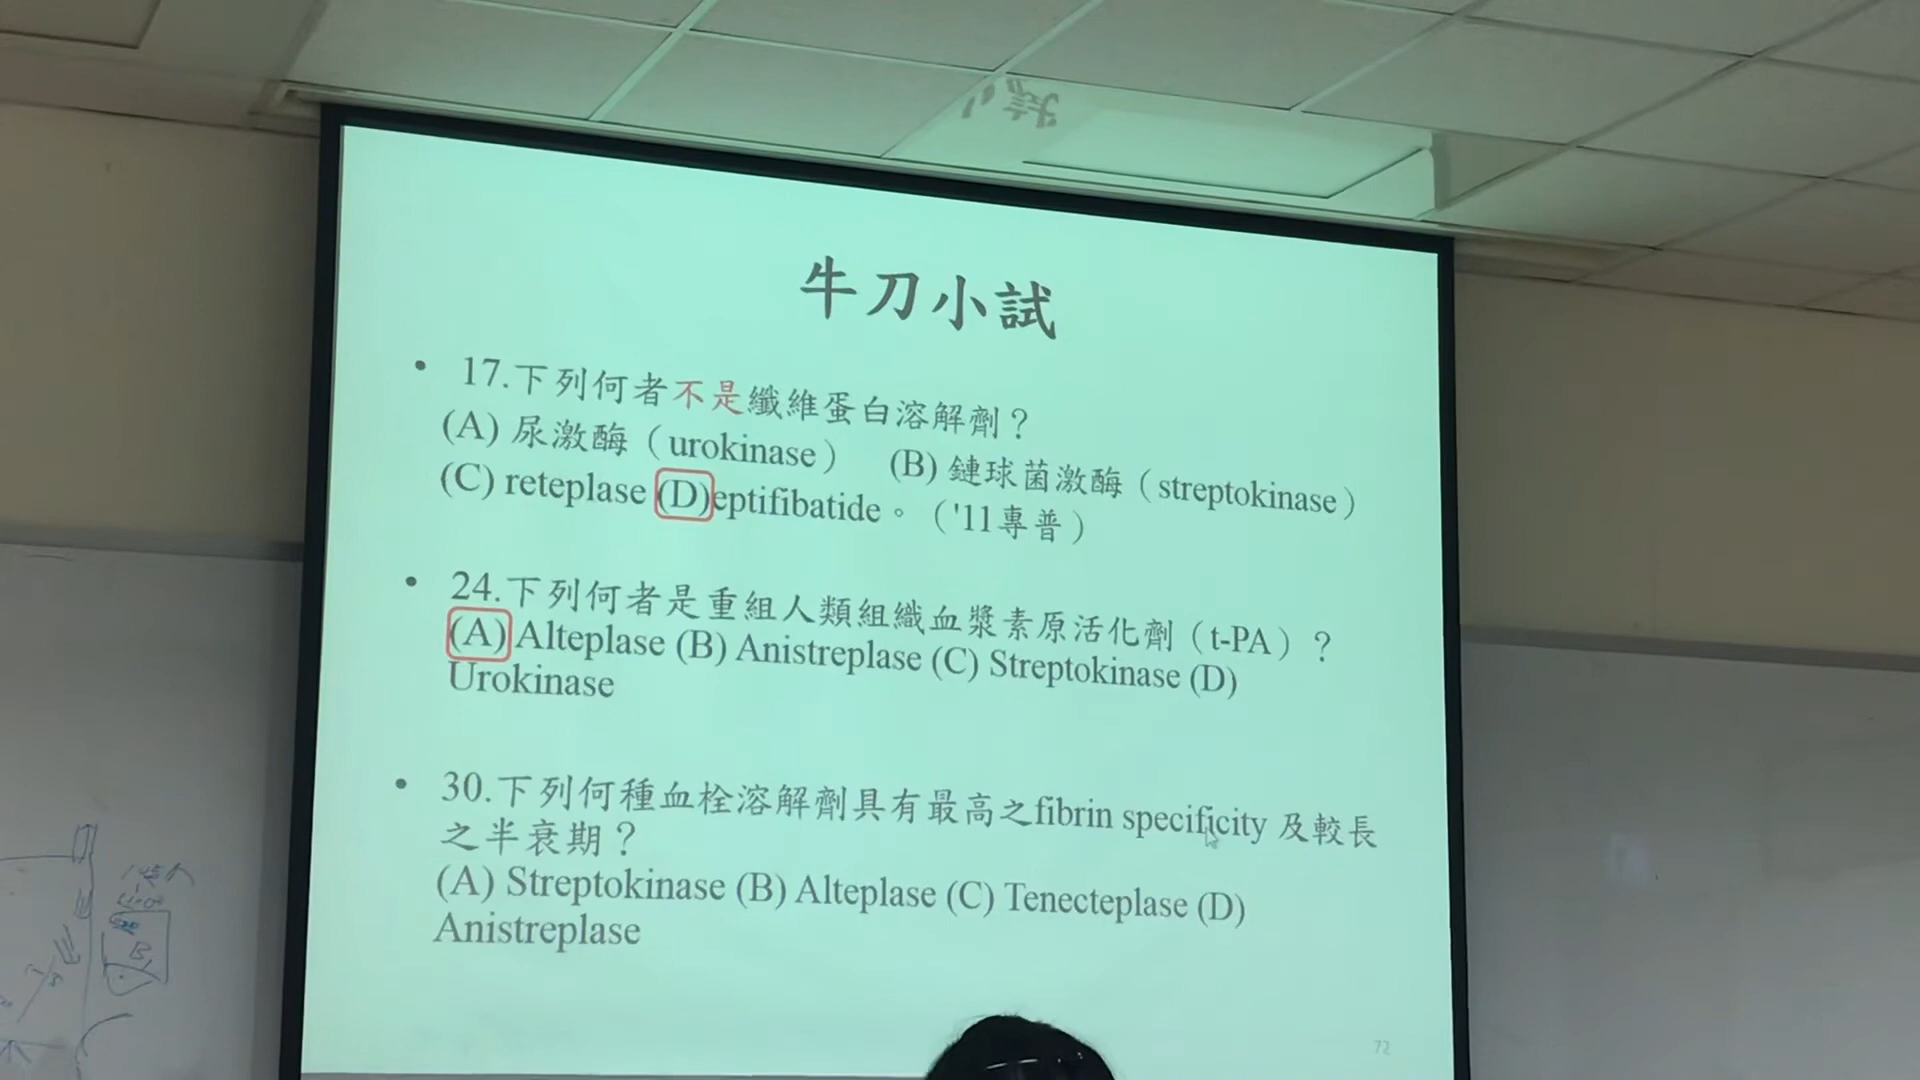 牛刀小試
• 17.下列何者不是纖維蛋白溶解劑？
(A) 尿激酶（urokinase） (B) 鏈球菌激酶（streptokinase）
(C) reteplase (D)eptifibatide。（'11專普）
• 24.下列何者是重組人類組織血漿素原活化劑（t-PA）？
(A) Alteplase (B) Anistreplase (C) Streptokinase (D)
Urokinase
• 30.下列何種血栓溶解劑具有最高之fibrin specificity 及較長
之半衰期？
(A) Streptokinase (B) Alteplase (C) Tenecteplase (D)
Anistreplase
72
B